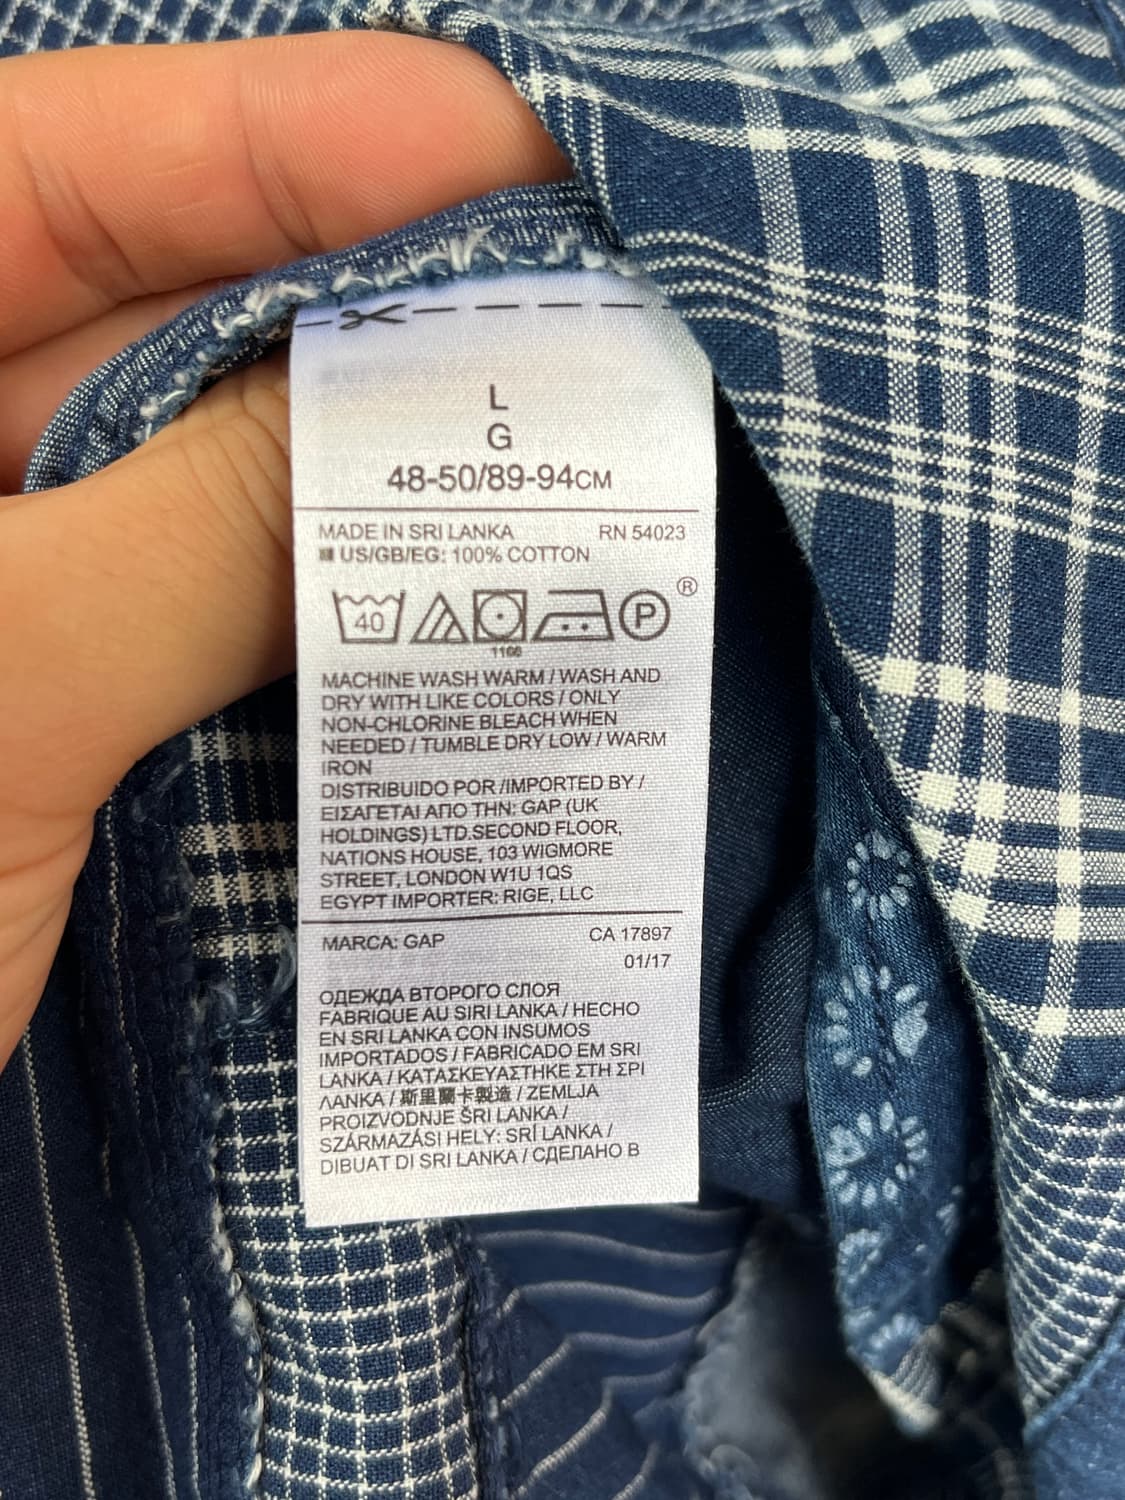 L
G
48-50/89-94CM
MADE IN SRI LANKA RN 54023
US/GB/EG: 100% COTTON
40 P ®
1166
MACHINE WASH WARM / WASH AND
DRY WITH LIKE COLORS / ONLY
NON-CHLORINE BLEACH WHEN
NEEDED / TUMBLE DRY LOW / WARM
IRON
DISTRIBUIDO POR /IMPORTED BY /
ΕΙΣΑΓΕΤΑΙ ΑΠΟ ΤΗΝ: GAP (UK
HOLDINGS) LTD.SECOND FLOOR,
NATIONS HOUSE, 103 WIGMORE
STREET, LONDON W1U 1QS
EGYPT IMPORTER: RIGE, LLC
MARCA: GAP CA 17897
01/17
ОДЕЖДА ВТОРОГО СЛОЯ
FABRIQUE AU SIRI LANKA / HECHO
EN SRI LANKA CON INSUMOS
IMPORTADOS / FABRICADO EM SRI
LANKA / ΚΑΤΑΣΚΕΥΑΣΤΗΚΕ ΣΤΗ ΣΡΙ
ΛΑΝΚΑ / 斯里蘭卡製造 / ZEMLJA
PROIZVODNJE ŠRI LANKA /
SZÁRMAZÁSI HELY: SRÍ LANKA /
DIBUAT DI SRI LANKA / СДЕЛАНО В